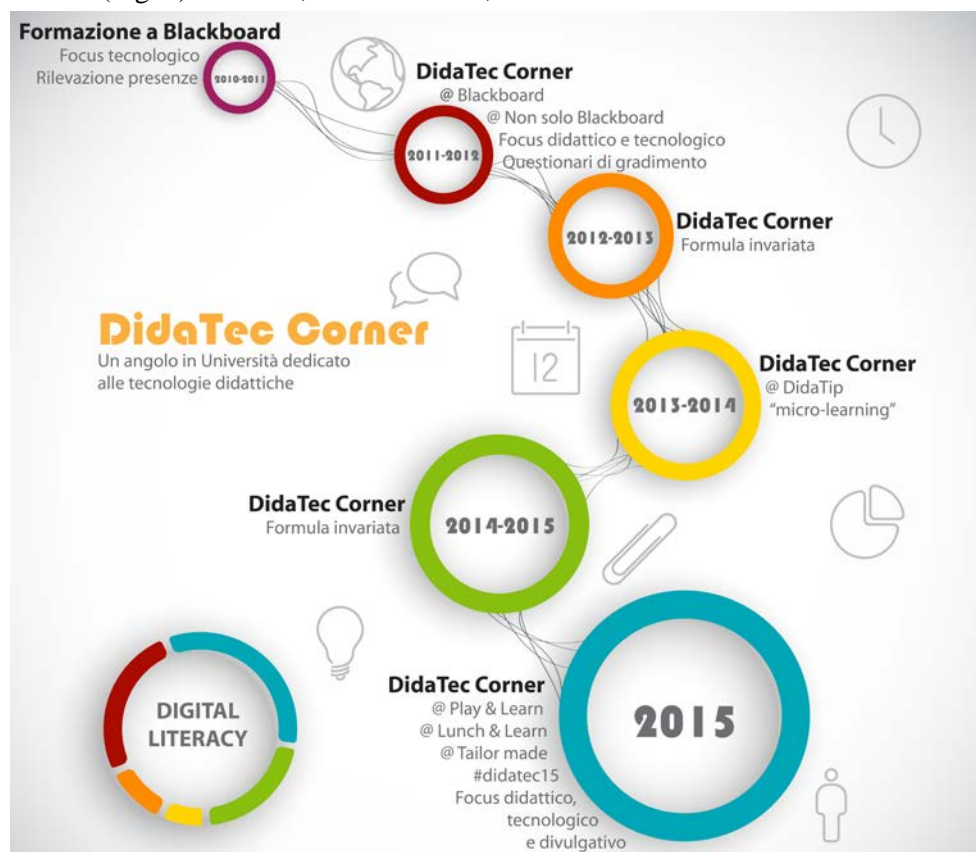 Formazione a Blackboard
Focus tecnologico
Rilevazione presenze
2010-2011
DidaTec Corner
@ Blackboard
@ Non solo Blackboard
Focus didattico e tecnologico
Questionari di gradimento
2011-2012
2012-2013
DidaTec Corner
Formula invariata
DidaTec Corner
Un angolo in Università dedicato
alle tecnologie didattiche
12
2013-2014
DidaTec Corner
@ DidaTip
“micro-learning”
DidaTec Corner
Formula invariata
2014-2015
DIGITAL
LITERACY
DidaTec Corner
@ Play & Learn
@ Lunch & Learn
@ Tailor made
#didatec15
Focus didattico,
tecnologico
e divulgativo
2015